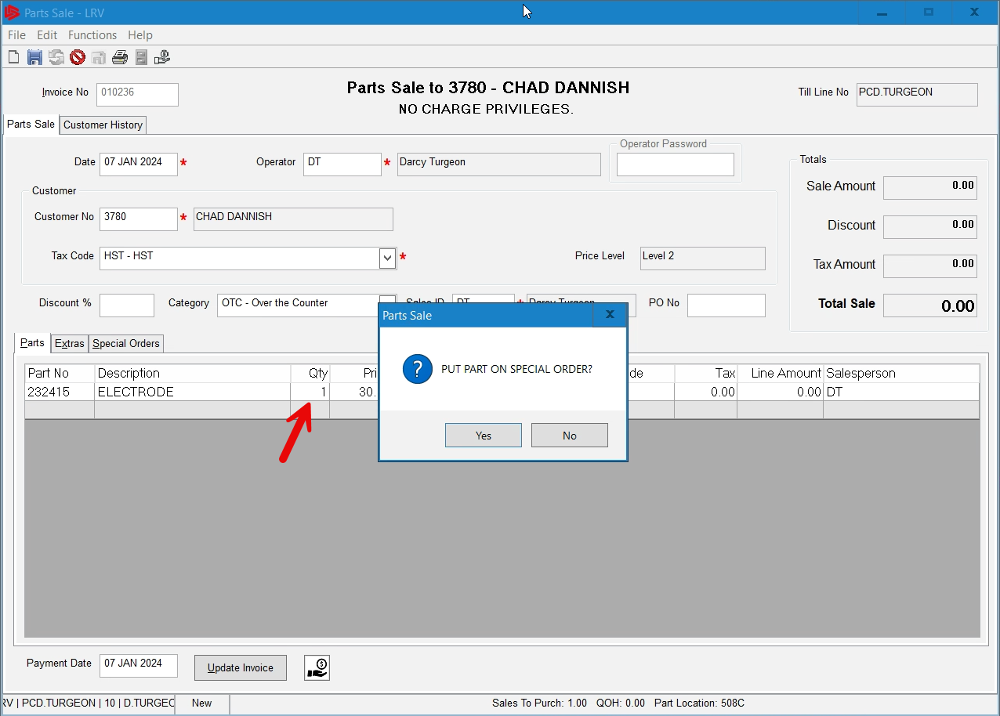 Parts Sale - LRV
File Edit Functions Help
Invoice No 010236
Parts Sale to 3780 - CHAD DANNISH
NO CHARGE PRIVILEGES.
Till Line No PCD.TURGEON
Parts Sale Customer History
Date 07 JAN 2024 * Operator DT * Darcy Turgeon
Operator Password
Customer
Customer No 3780 * CHAD DANNISH
Tax Code HST - HST * Price Level Level 2
Discount % Category OTC - Over the Counter Sales ID DT * Darcy Turgeon PO No
Totals
Sale Amount 0.00
Discount 0.00
Tax Amount 0.00
Total Sale 0.00
Parts Extras Special Orders
Part No Description Qty Pri de Tax Line Amount Salesperson
232415 ELECTRODE 1 30. 0.00 0.00 DT
Parts Sale X
? PUT PART ON SPECIAL ORDER?
Yes No
Payment Date 07 JAN 2024 Update Invoice $
RV | PCD.TURGEON | 10 | D.TURGEC New Sales To Purch: 1.00 QOH: 0.00 Part Location: 508C